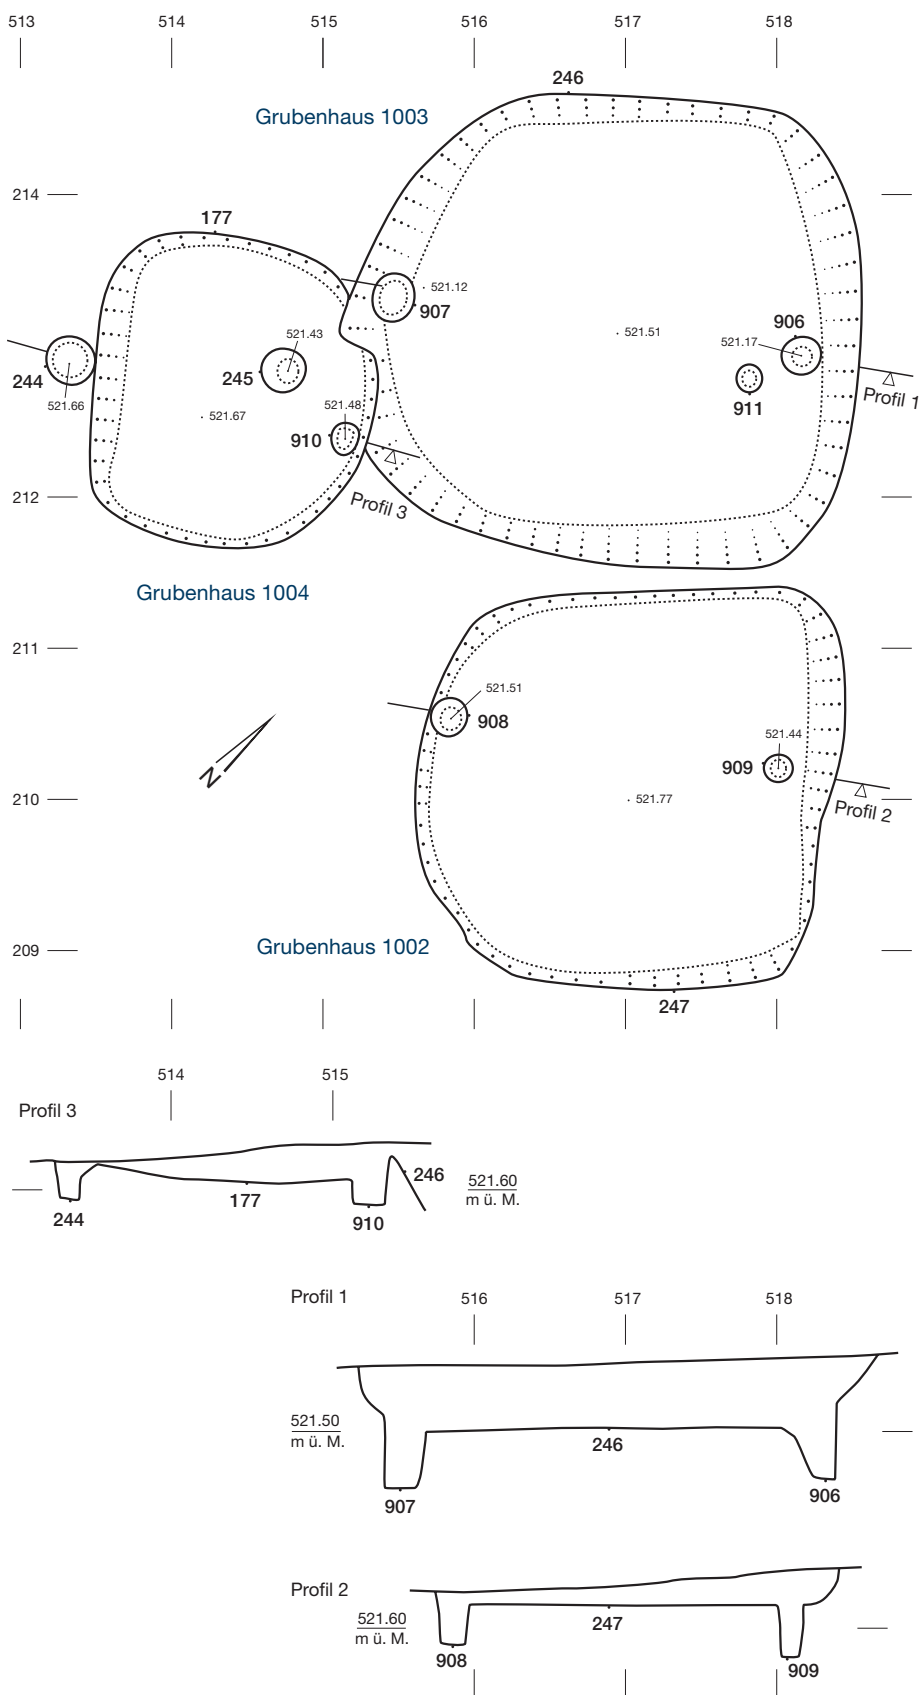 513 514 515 516 517 518
246
Grubenhaus 1003
214
177
521.12
907
521.43
521.51
906
521.17
244
245
521.66
521.48
911
Profil 1
521.67
910
212
Profil 3
Grubenhaus 1004
211
521.51
908
521.44
909
N
210
521.77
Profil 2
Grubenhaus 1002
209
247
514 515
Profil 3
246
177
521.60
m ü. M.
244
910
Profil 1
516 517 518
521.50
m ü. M.
246
907
906
Profil 2
521.60
m ü. M.
247
908
909